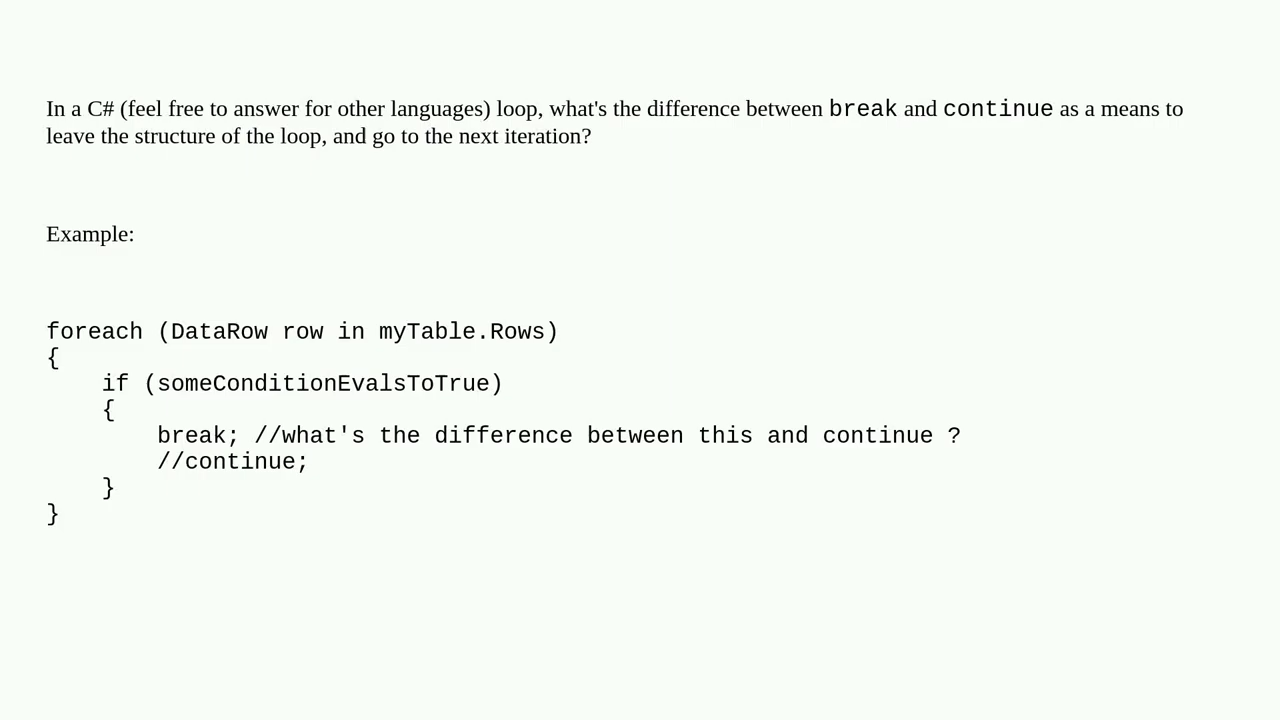 In a C# (feel free to answer for other languages) loop, what's the difference between break and continue as a means to
leave the structure of the loop, and go to the next iteration?
Example:
foreach (DataRow row in myTable.Rows)
{
    if (someConditionEvalsToTrue)
    {
        break; //what's the difference between this and continue ?
        //continue;
    }
}